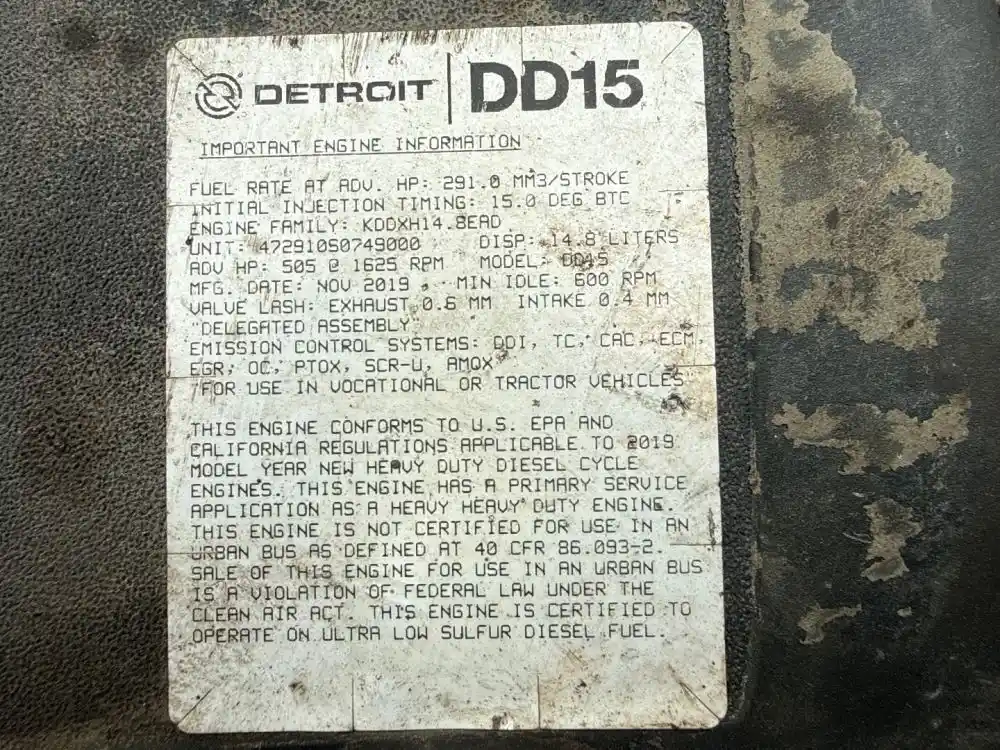 DETROIT DD15
IMPORTANT ENGINE INFORMATION
FUEL RATE AT ADV. HP: 291.0 MM3/STROKE
INITIAL INJECTION TIMING: 15.0 DEG BTC
ENGINE FAMILY: KDDXH14.8EAD
UNIT: 472910S0749000 DISP: 14.8 LITERS
ADV HP: 505 @ 1625 RPM MODEL: DD15
MFG. DATE: NOV 2019 MIN IDLE: 600 RPM
VALVE LASH: EXHAUST 0.6 MM INTAKE 0.4 MM
"DELEGATED ASSEMBLY"
EMISSION CONTROL SYSTEMS: DDI, TC, CAC, ECM,
EGR, OC, PTOX, SCR-U, AMOX
"FOR USE IN VOCATIONAL OR TRACTOR VEHICLES"
THIS ENGINE CONFORMS TO U.S. EPA AND
CALIFORNIA REGULATIONS APPLICABLE TO 2019
MODEL YEAR NEW HEAVY DUTY DIESEL CYCLE
ENGINES. THIS ENGINE HAS A PRIMARY SERVICE
APPLICATION AS A HEAVY HEAVY DUTY ENGINE.
THIS ENGINE IS NOT CERTIFIED FOR USE IN AN
URBAN BUS AS DEFINED AT 40 CFR 86.093-2.
SALE OF THIS ENGINE FOR USE IN AN URBAN BUS
IS A VIOLATION OF FEDERAL LAW UNDER THE
CLEAN AIR ACT. THIS ENGINE IS CERTIFIED TO
OPERATE ON ULTRA LOW SULFUR DIESEL FUEL.